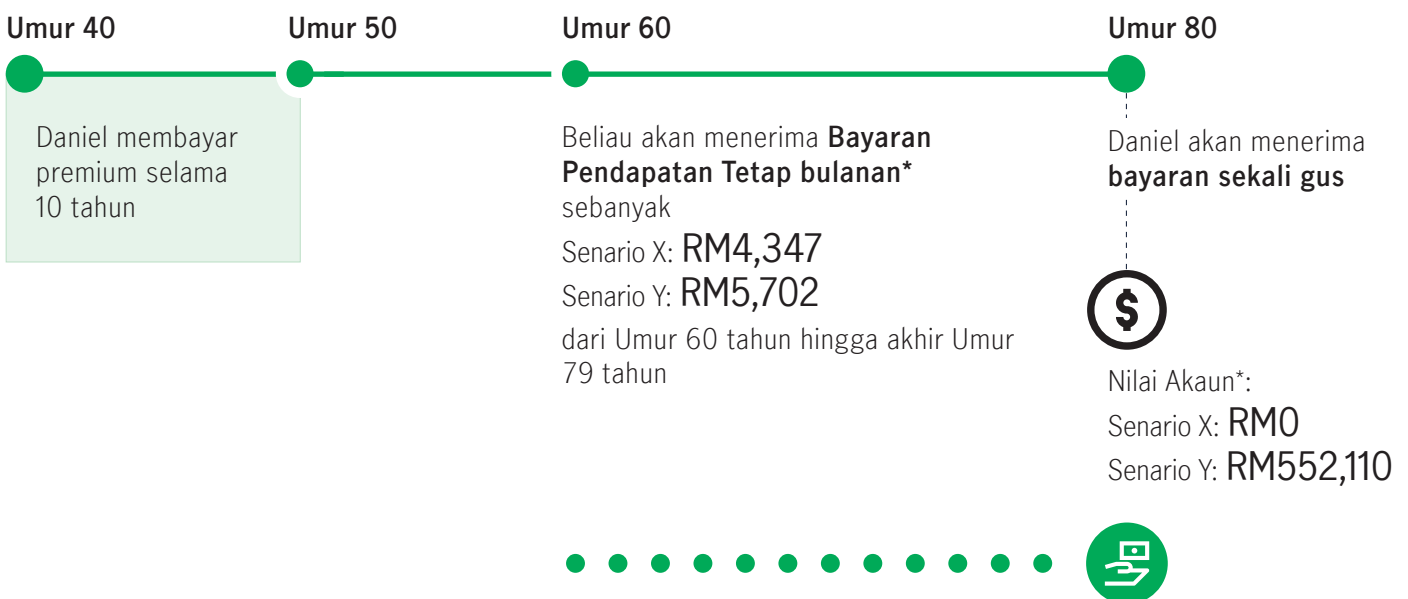 Umur 40
Umur 50
Umur 60
Umur 80
Daniel membayar
premium selama
10 tahun
Beliau akan menerima Bayaran
Pendapatan Tetap bulanan*
sebanyak
Senario X: RM4,347
Senario Y: RM5,702
dari Umur 60 tahun hingga akhir Umur
79 tahun
Daniel akan menerima
bayaran sekali gus
$
Nilai Akaun*:
Senario X: RM0
Senario Y: RM552,110